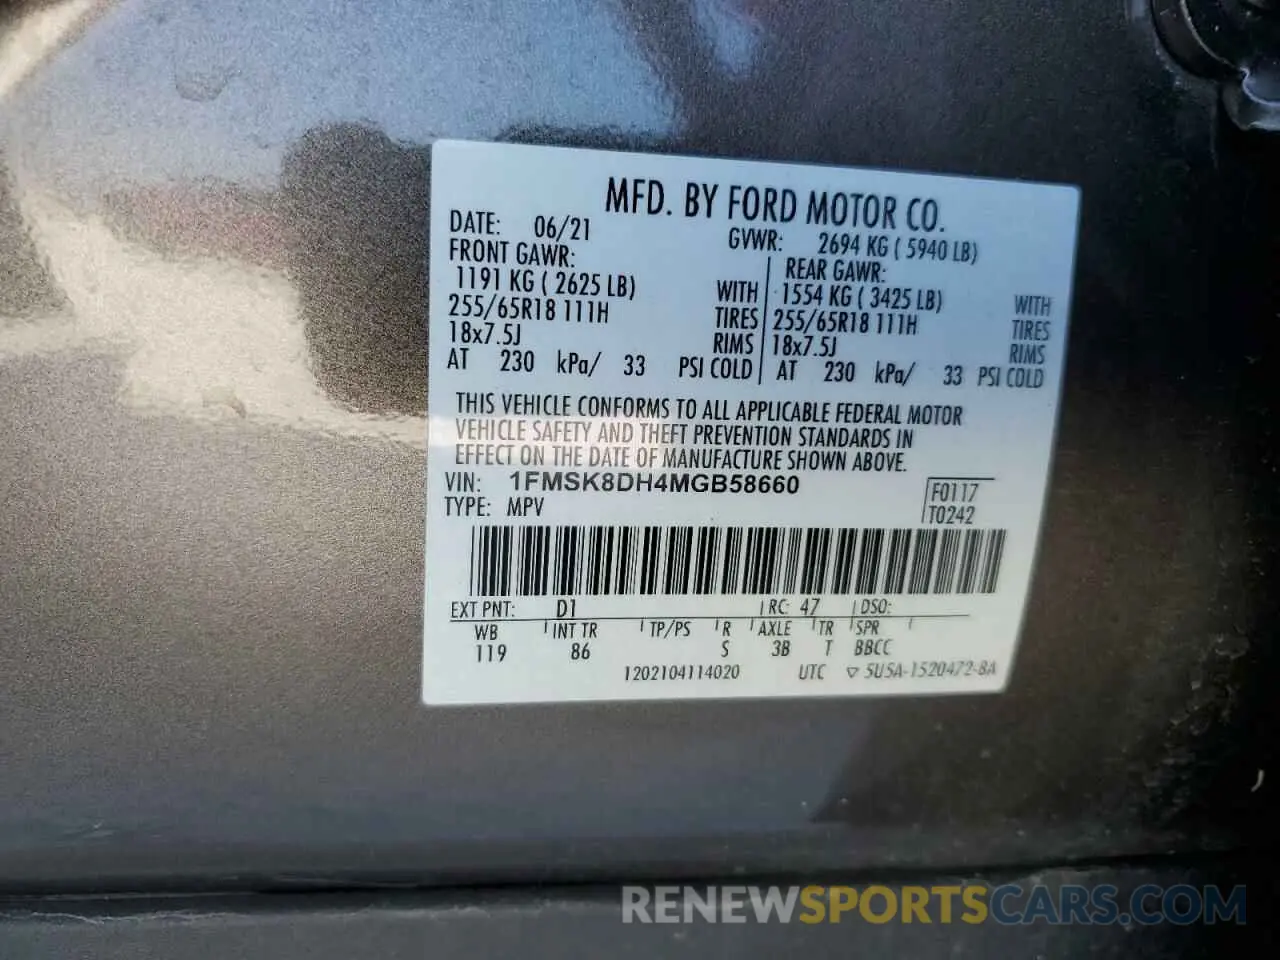 MFD. BY FORD MOTOR CO.
DATE: 06/21 GVWR: 2694 KG ( 5940 LB)
FRONT GAWR: REAR GAWR:
1191 KG ( 2625 LB) WITH 1554 KG ( 3425 LB) WITH
255/65R18 111H TIRES 255/65R18 111H TIRES
18x7.5J RIMS 18x7.5J RIMS
AT 230 kPa/ 33 PSI COLD AT 230 kPa/ 33 PSI COLD
THIS VEHICLE CONFORMS TO ALL APPLICABLE FEDERAL MOTOR
VEHICLE SAFETY AND THEFT PREVENTION STANDARDS IN
EFFECT ON THE DATE OF MANUFACTURE SHOWN ABOVE.
VIN: 1FMSK8DH4MGB58660 F0117
TYPE: MPV T0242
EXT PNT: D1 RC: 47 DSO:
WB INT TR TP/PS R AXLE TR SPR
119 86 S 3B T BBCC
1202104114020 UTC ▽ 5U5A-1520472-8A
RENEWSPORTSCARS.COM